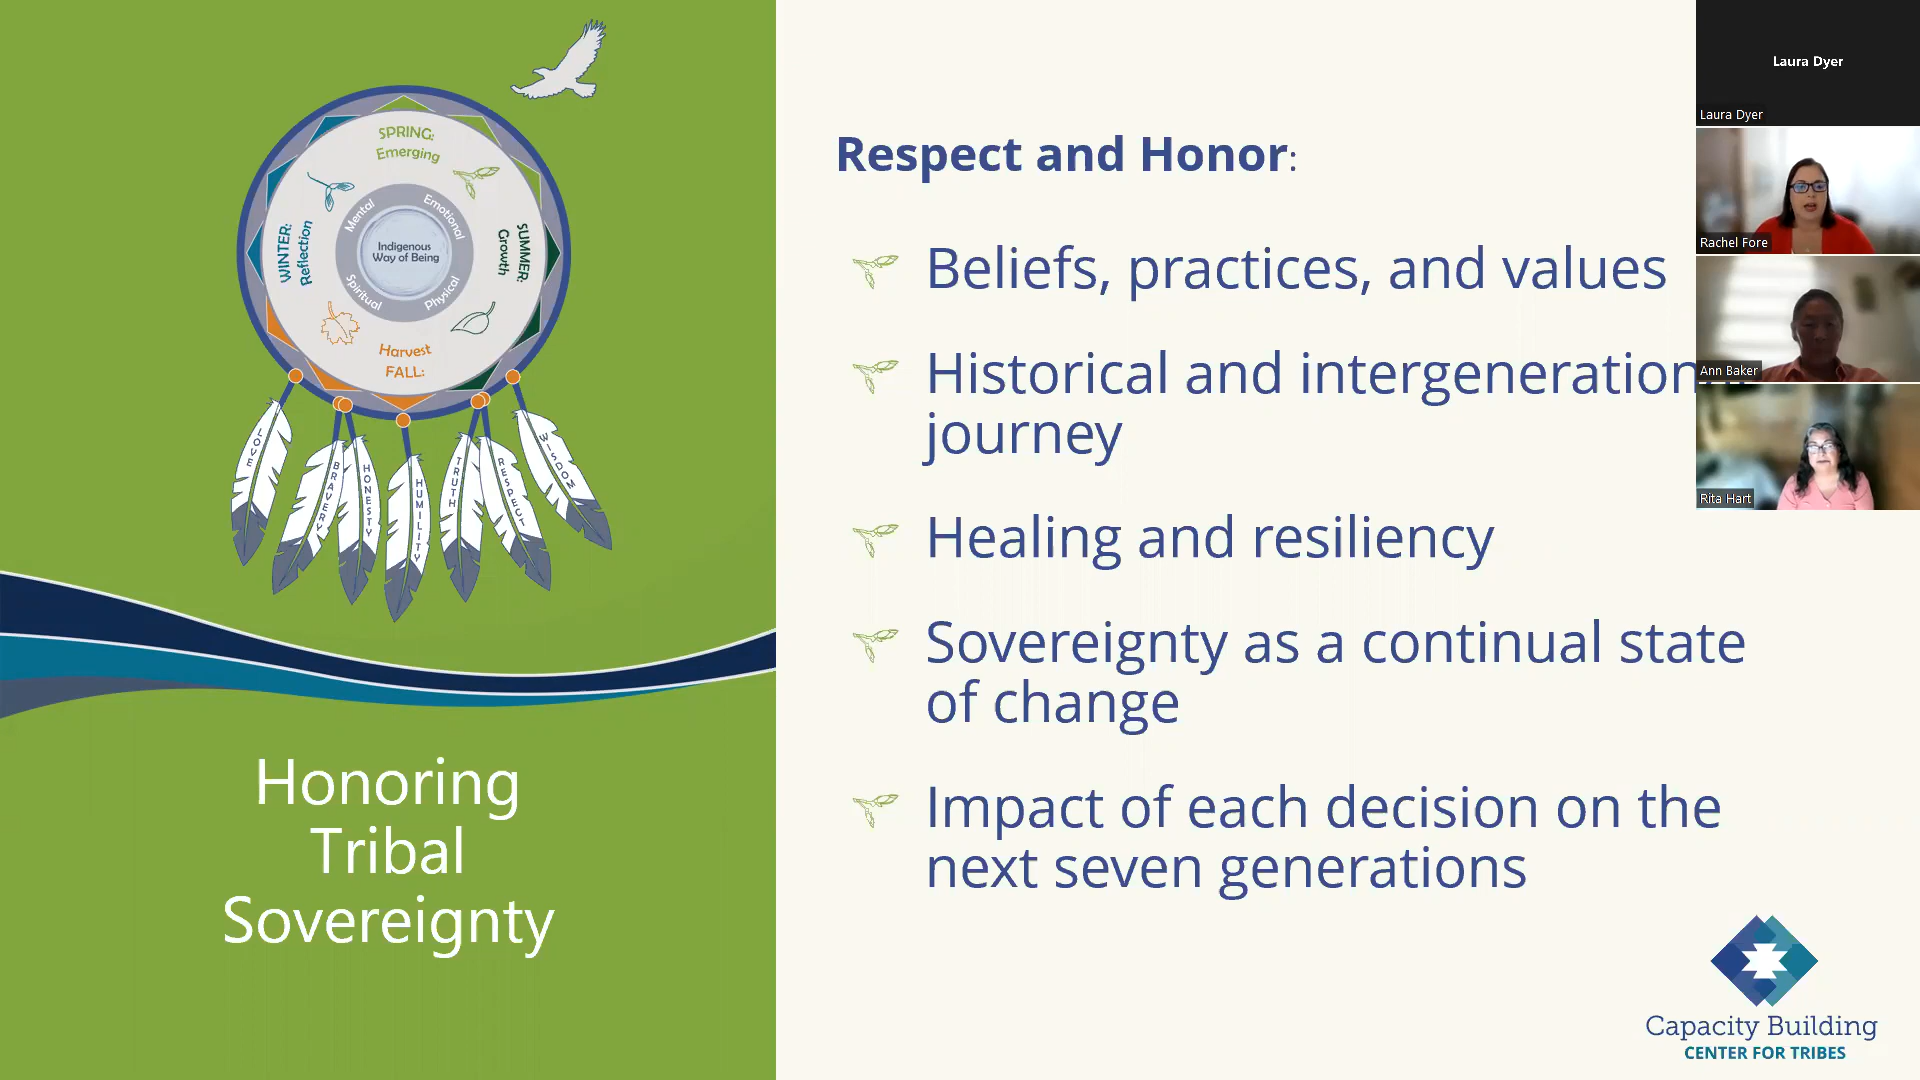 SPRING:
Emerging
WINTER:
Reflection
SUMMER:
Growth
Harvest
FALL:
Mental
Emotional
Spiritual
Physical
Indigenous
Way of Being
LOVE
BRAVERY
HONESTY
HUMILITY
TRUTH
RESPECT
WISDOM
Honoring
Tribal
Sovereignty
Respect and Honor:
Beliefs, practices, and values
Historical and intergeneration
journey
Healing and resiliency
Sovereignty as a continual state
of change
Impact of each decision on the
next seven generations
Laura Dyer
Laura Dyer
Rachel Fore
Ann Baker
Rita Hart
Capacity Building
CENTER FOR TRIBES